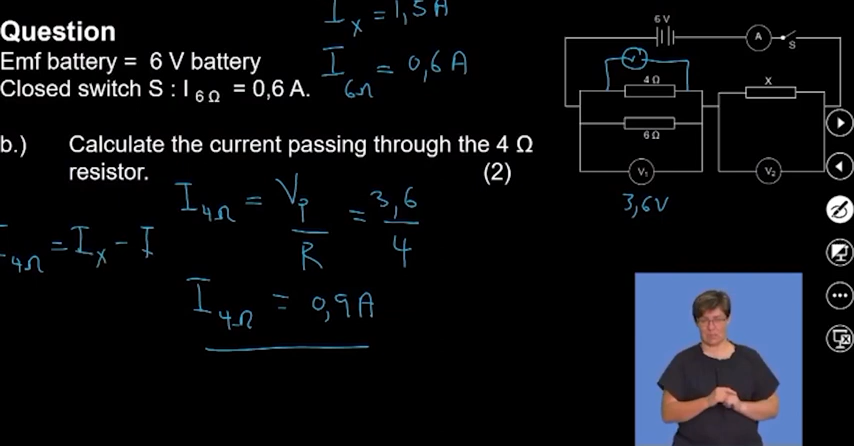 I x = 1,5 A
Question
Emf battery = 6 V battery
I 6Ω = 0,6 A
Closed switch S : I 6 Ω = 0,6 A.
b.) Calculate the current passing through the 4 Ω
resistor. (2)
I 4Ω = Vp / R = 3,6 / 4
I 4Ω = Ix - I
I 4Ω = 0,9 A
6 V
A
S
4 Ω
X
6 Ω
V1
V2
3,6V